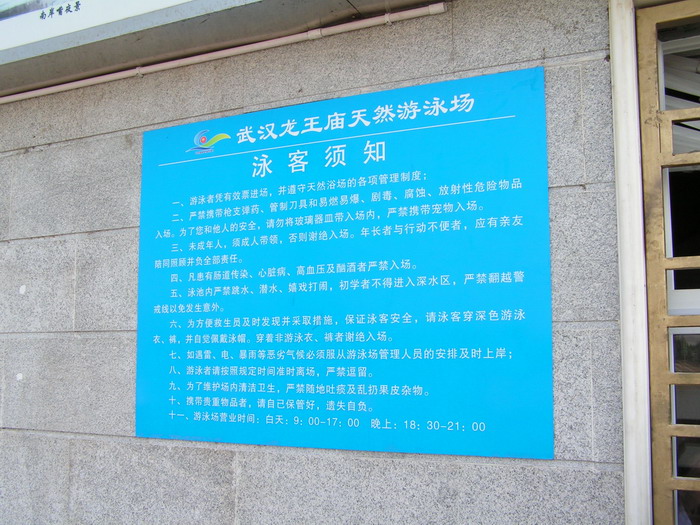 南岸嘴夜景
武汉龙王庙天然游泳场
泳客须知
一、游泳者凭有效票进场，并遵守天然浴场的各项管理制度；
二、严禁携带枪支弹药、管制刀具和易燃易爆、剧毒、腐蚀、放射性危险物品
入场。为了您和他人的安全，请勿将玻璃器皿带入场内，严禁携带宠物入场。
三、未成年人，须成人带领，否则谢绝入场。年长者与行动不便者，应有亲友
陪同照顾并负全部责任。
四、凡患有肠道传染、心脏病、高血压及酗酒者严禁入场。
五、泳池内严禁跳水、潜水、嬉戏打闹，初学者不得进入深水区，严禁翻越警
戒线以免发生意外。
六、为方便救生员及时发现并采取措施，保证泳客安全，请泳客穿深色游泳
衣、裤，并自觉佩戴泳帽。穿着非游泳衣、裤者谢绝入场。
七、如遇雷、电、暴雨等恶劣气候必须服从游泳场管理人员的安排及时上岸；
八、游泳者请按照规定时间准时离场，严禁逗留。
九、为了维护场内清洁卫生，严禁随地吐痰及乱扔果皮杂物。
十、携带贵重物品者，请自已保管好，遗失自负。
十一、游泳场营业时间：白天：9：00-17：00 晚上：18：30-21：00